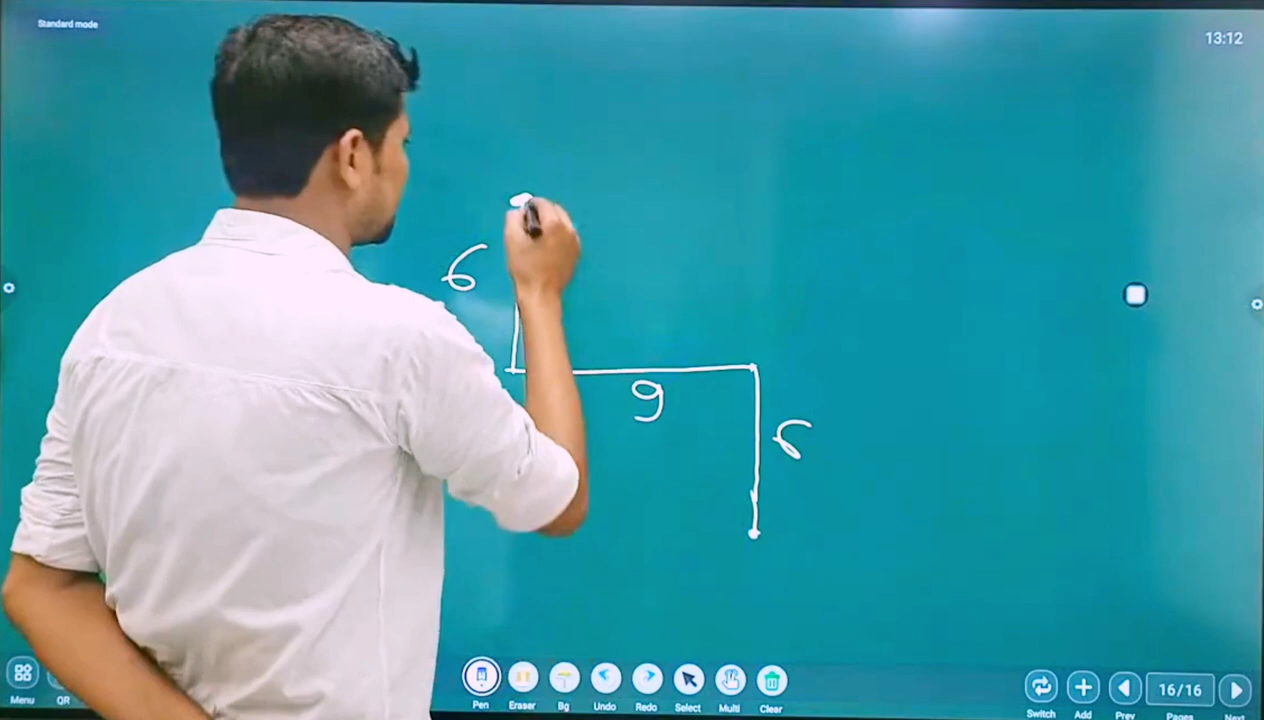 Standard mode
13:12
6
9
6
Menu
QR
Pen
Eraser
Bg
Undo
Redo
Select
Multi
Clear
Switch
Add
Prev
16/16
Pages
Next